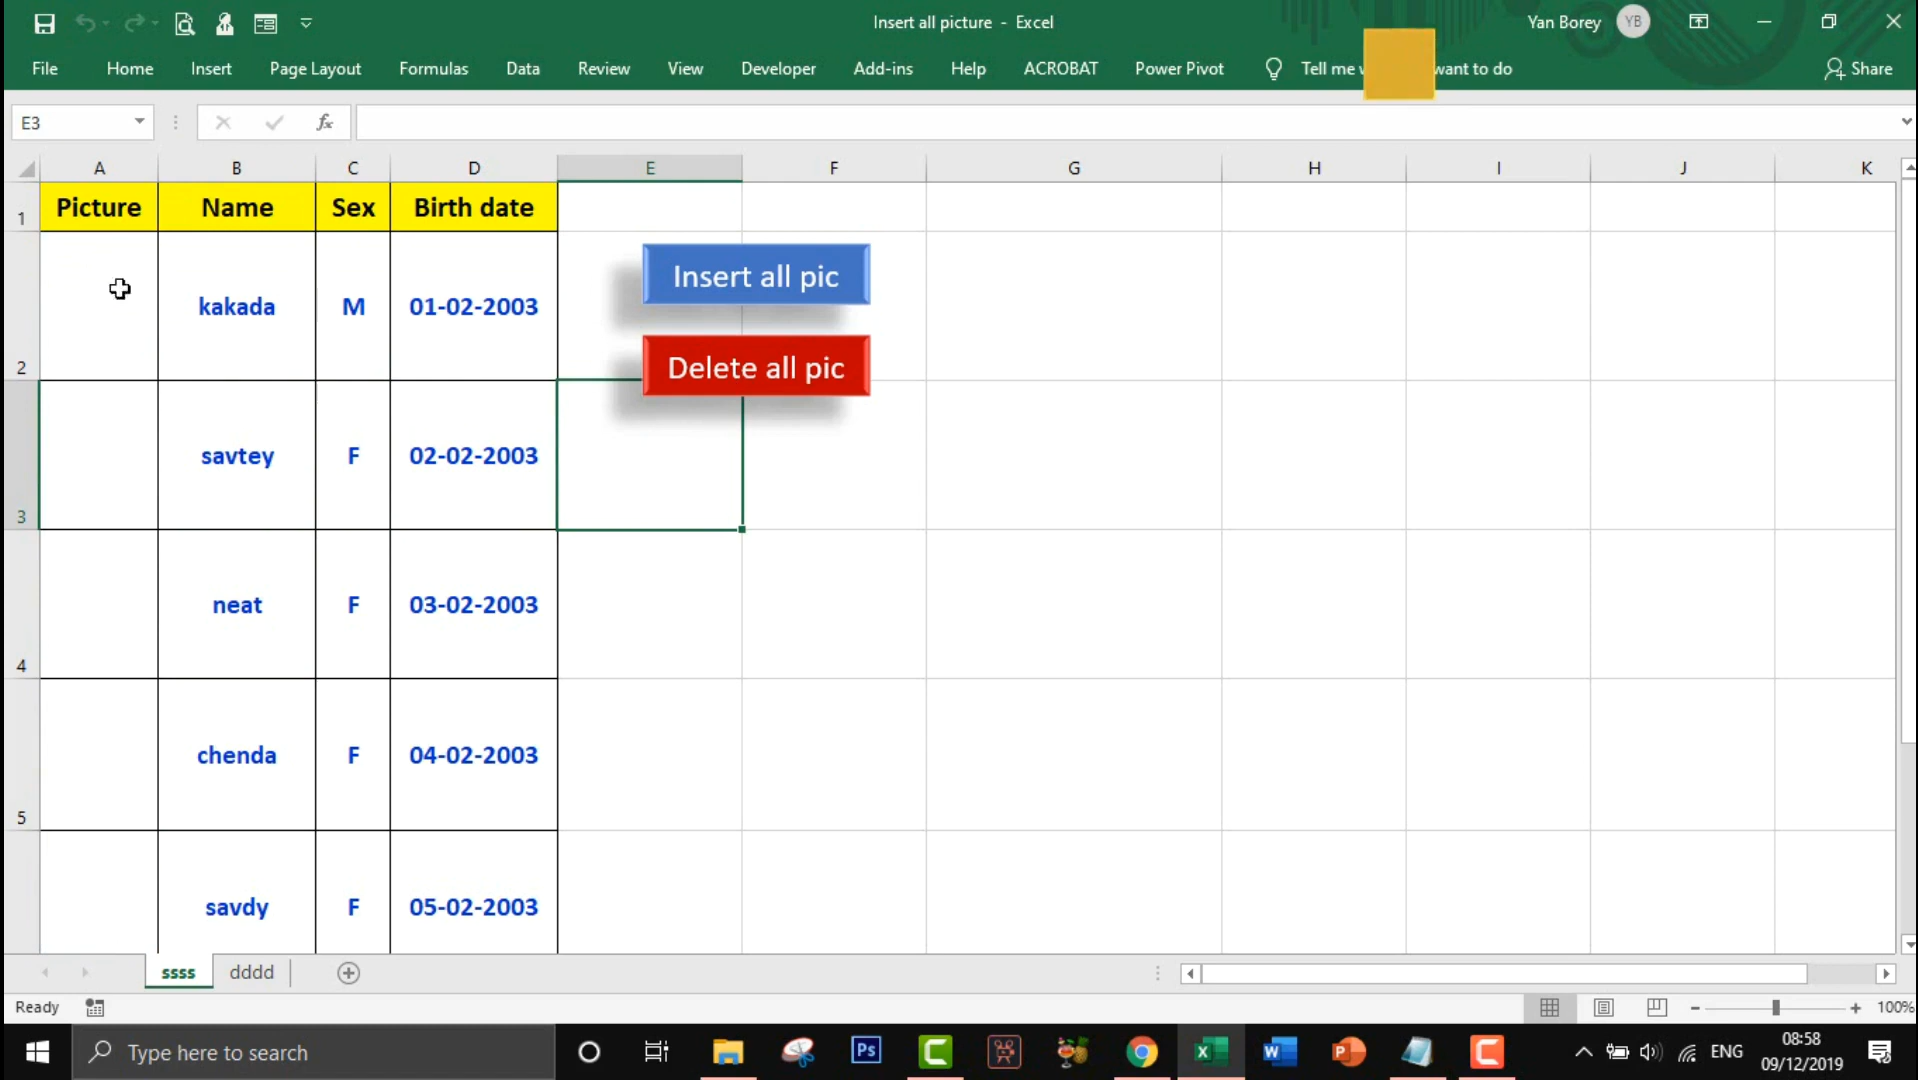 Insert all picture - Excel
Yan Borey YB
File Home Insert Page Layout Formulas Data Review View Developer Add-ins Help ACROBAT Power Pivot Tell me want to do Share
E3 fx
A B C D E F G H I J K
1 Picture Name Sex Birth date
Insert all pic
2 kakada M 01-02-2003
Delete all pic
3 savtey F 02-02-2003
4 neat F 03-02-2003
5 chenda F 04-02-2003
savdy F 05-02-2003
ssss dddd
Ready 100%
Type here to search Ps W ENG 08:58
09/12/2019